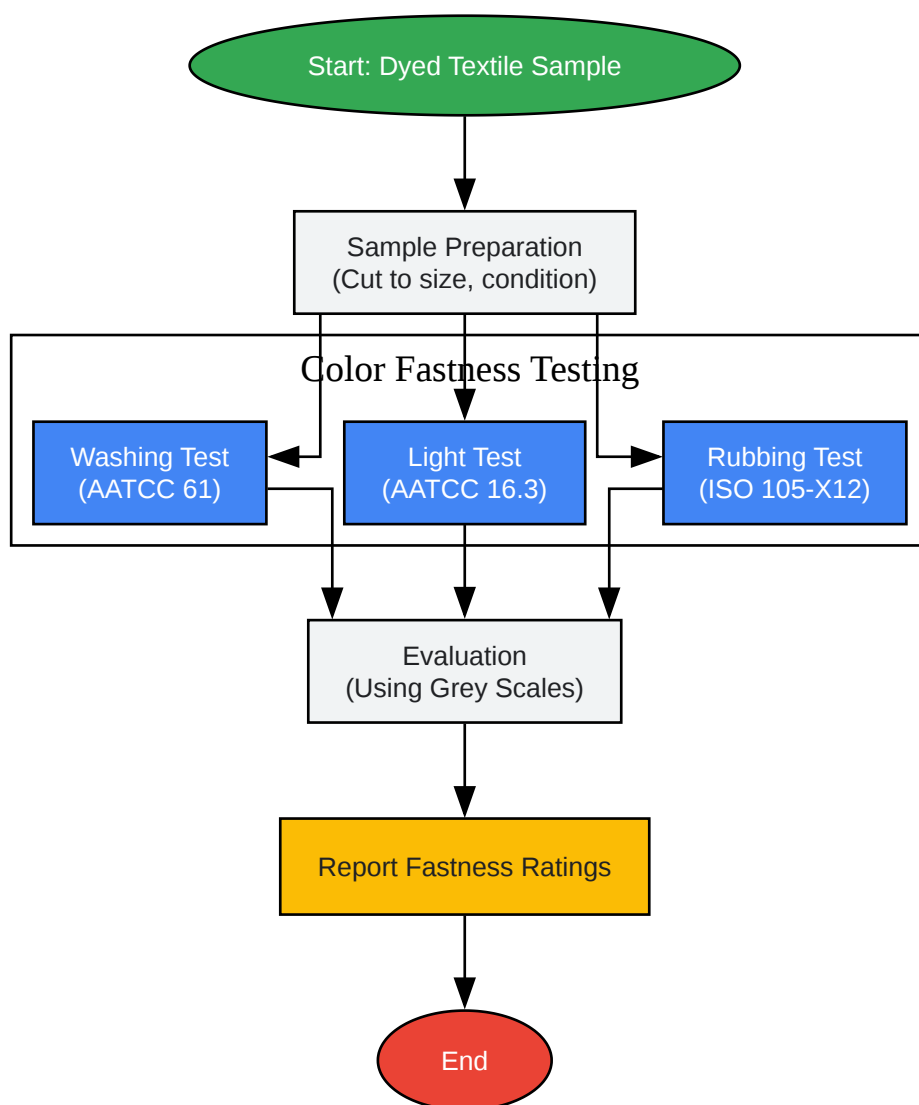 Start: Dyed Textile Sample
Sample Preparation
(Cut to size, condition)
Color Fastness Testing
Washing Test
(AATCC 61)
Light Test
(AATCC 16.3)
Rubbing Test
(ISO 105-X12)
Evaluation
(Using Grey Scales)
Report Fastness Ratings
End